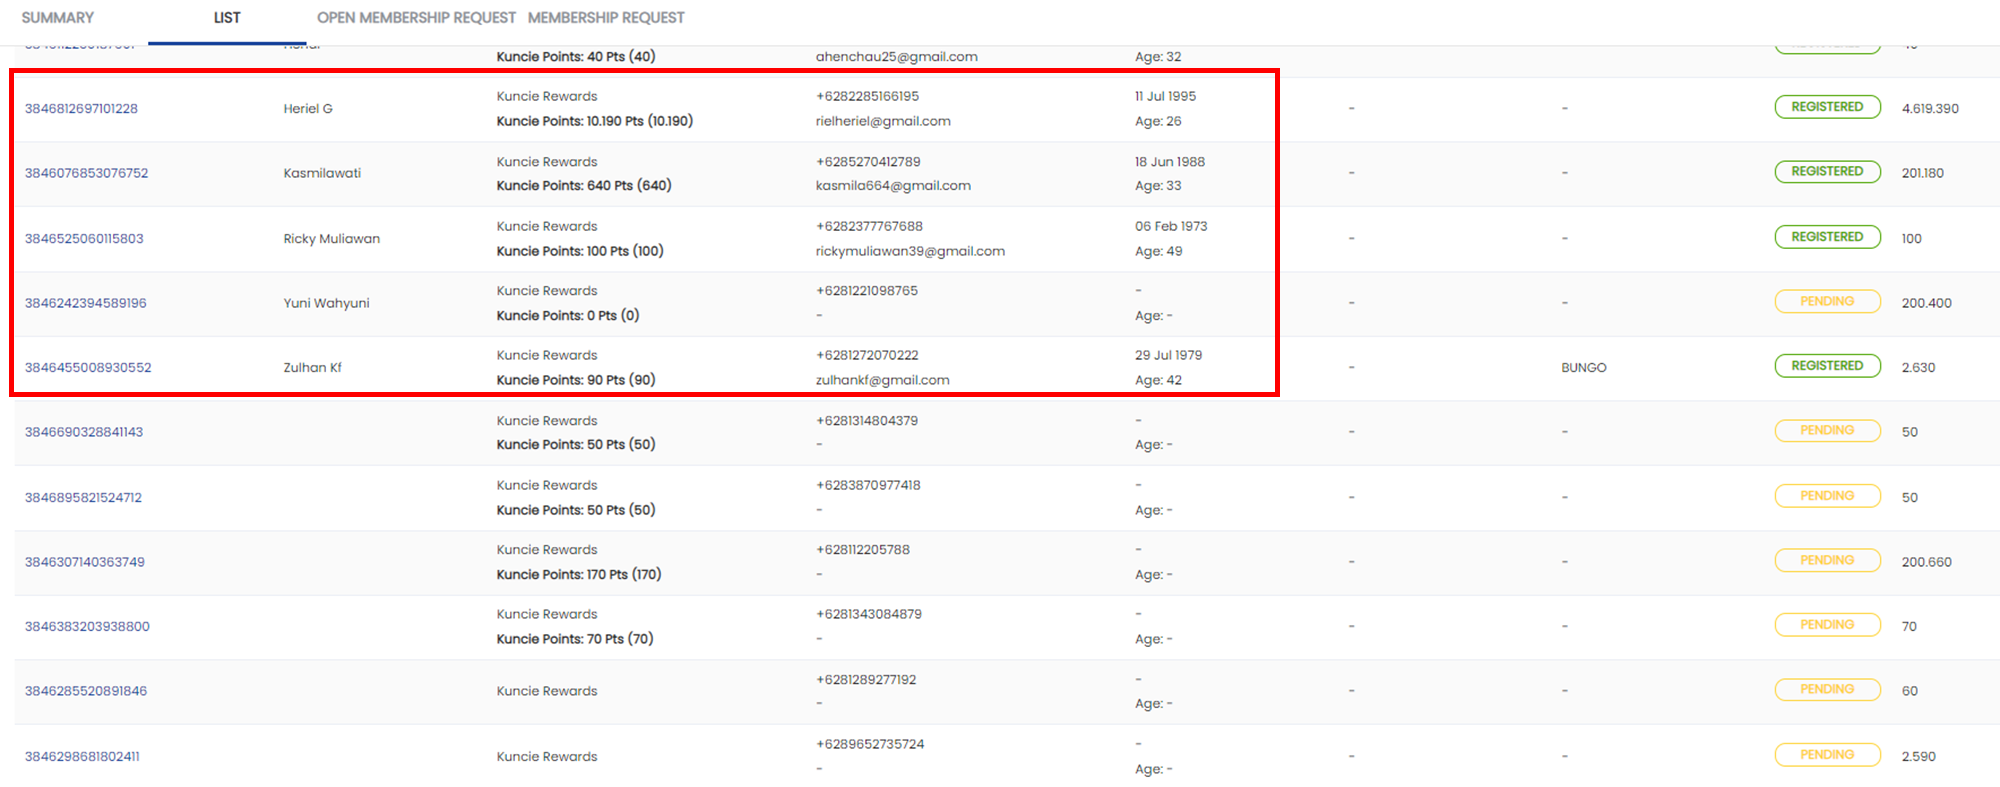 SUMMARY LIST OPEN MEMBERSHIP REQUEST MEMBERSHIP REQUEST
Kuncie Points: 40 Pts (40) ahenchau25@gmail.com Age: 32
Kuncie Rewards +6282285166195 11 Jul 1995
3846812697101228 Heriel G - - REGISTERED 4.619.390
Kuncie Points: 10.190 Pts (10.190) rielheriel@gmail.com Age: 26
Kuncie Rewards +6285270412789 18 Jun 1988
3846076853076752 Kasmilawati - - REGISTERED 201.180
Kuncie Points: 640 Pts (640) kasmila664@gmail.com Age: 33
Kuncie Rewards +6282377767688 06 Feb 1973
3846525060115803 Ricky Muliawan - - REGISTERED 100
Kuncie Points: 100 Pts (100) rickymuliawan39@gmail.com Age: 49
Kuncie Rewards +6281221098765 -
3846242394589196 Yuni Wahyuni - - PENDING 200.400
Kuncie Points: 0 Pts (0) - Age: -
Kuncie Rewards +6281272070222 29 Jul 1979
3846455008930552 Zulhan Kf - BUNGO REGISTERED 2.630
Kuncie Points: 90 Pts (90) zulhankf@gmail.com Age: 42
Kuncie Rewards +6281314804379 -
3846690328841143 - - PENDING 50
Kuncie Points: 50 Pts (50) - Age: -
Kuncie Rewards +6283870977418 -
3846895821524712 - - PENDING 50
Kuncie Points: 50 Pts (50) - Age: -
Kuncie Rewards +628112205788 -
3846307140363749 - - PENDING 200.660
Kuncie Points: 170 Pts (170) - Age: -
Kuncie Rewards +6281343084879 -
3846383203938800 - - PENDING 70
Kuncie Points: 70 Pts (70) - Age: -
+6281289277192 -
3846285520891846 Kuncie Rewards - - PENDING 60
- Age: -
+6289652735724 -
3846298681802411 Kuncie Rewards - - PENDING 2.590
- Age: -